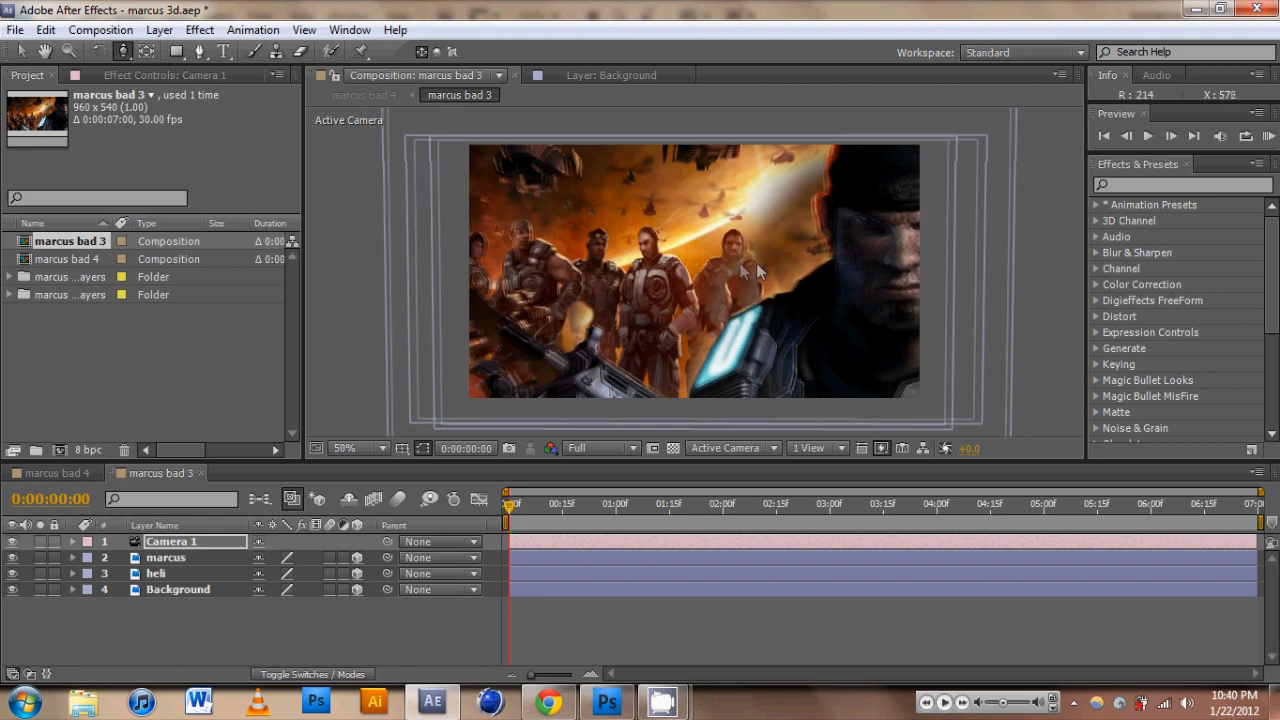 Adobe After Effects - marcus 3d.aep *
File Edit Composition Layer Effect Animation View Window Help
Workspace: Standard Search Help
Project Effect Controls: Camera 1 Composition: marcus bad 3 Layer: Background Info Audio
marcus bad 3 , used 1 time
960 x 540 (1.00)
Δ 0:00:07:00, 30.00 fps
marcus bad 4 marcus bad 3
R : 214 X : 578
Active Camera
Preview
Effects & Presets
Name Type Size Duration
marcus bad 3 Composition Δ 0:00
marcus bad 4 Composition Δ 0:00
marcus ...ayers Folder
marcus ...ayers Folder
* Animation Presets
3D Channel
Audio
Blur & Sharpen
Channel
Color Correction
Digieffects FreeForm
Distort
Expression Controls
Generate
Keying
Magic Bullet Looks
Magic Bullet MisFire
Matte
Noise & Grain
8 bpc 50% 0:00:00:00 Full Active Camera 1 View +0.0
marcus bad 4 marcus bad 3
0:00:00:00
00:15f 01:00f 01:15f 02:00f 02:15f 03:00f 03:15f 04:00f 04:15f 05:00f 05:15f 06:00f 06:15f 07:0
# Layer Name Parent
1 Camera 1 None
2 marcus None
3 heli None
4 Background None
Toggle Switches / Modes
W Ps Ai AE Ps
10:40 PM
1/22/2012